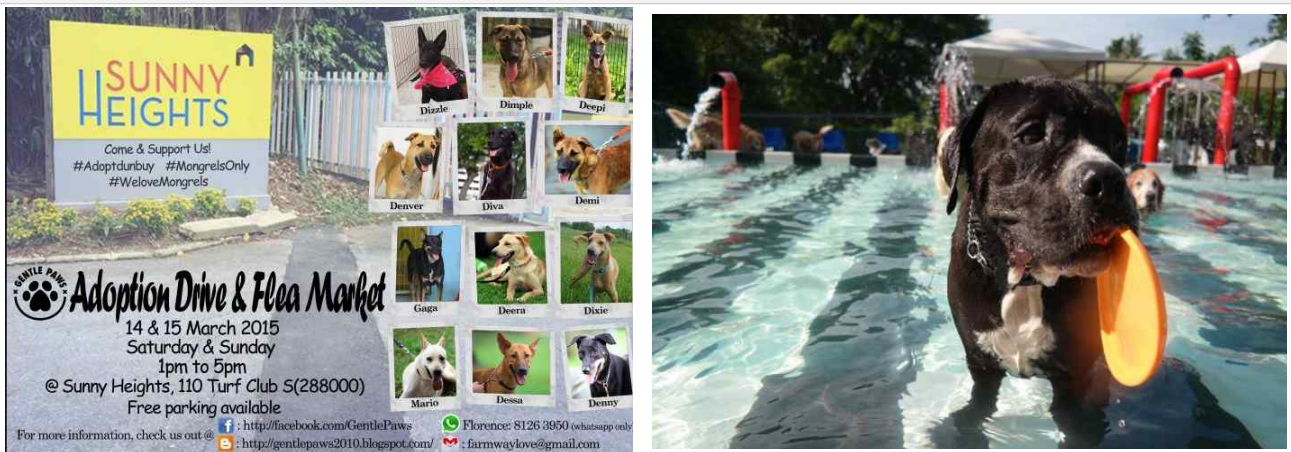 SUNNY
HEIGHTS
Come & Support Us!
#Adoptdunbuy #MongrelsOnly
#WeloveMongrels
Dizzle
Dimple
Deepi
Denver
Diva
Demi
Gaga
Deera
Dixie
Mario
Dessa
Denny
GENTLE PAWS
Adoption Drive & Flea Market
14 & 15 March 2015
Saturday & Sunday
1pm to 5pm
@ Sunny Heights, 110 Turf Club S(288000)
Free parking available
For more information, check us out @
: http://facebook.com/GentlePaws
: http://gentlepaws2010.blogspot.com/
Florence: 8126 3950 (whatsapp only)
: farmwaylove@gmail.com